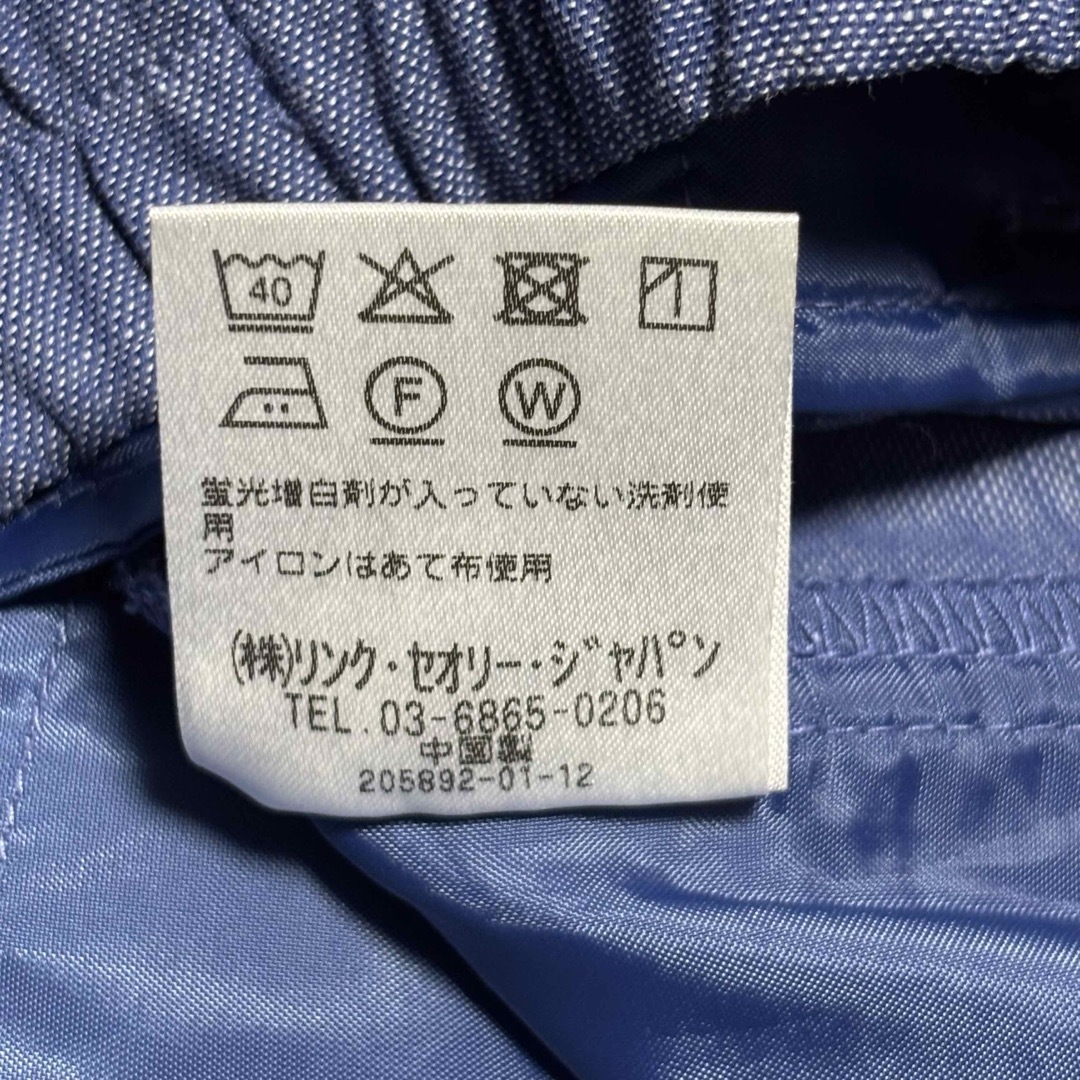 40
F W
蛍光増白剤が入っていない洗剤使
用
アイロンはあて布使用
(株)リンク・セオリー・ジャパン
TEL.03-6865-0206
中国製
205892-01-12